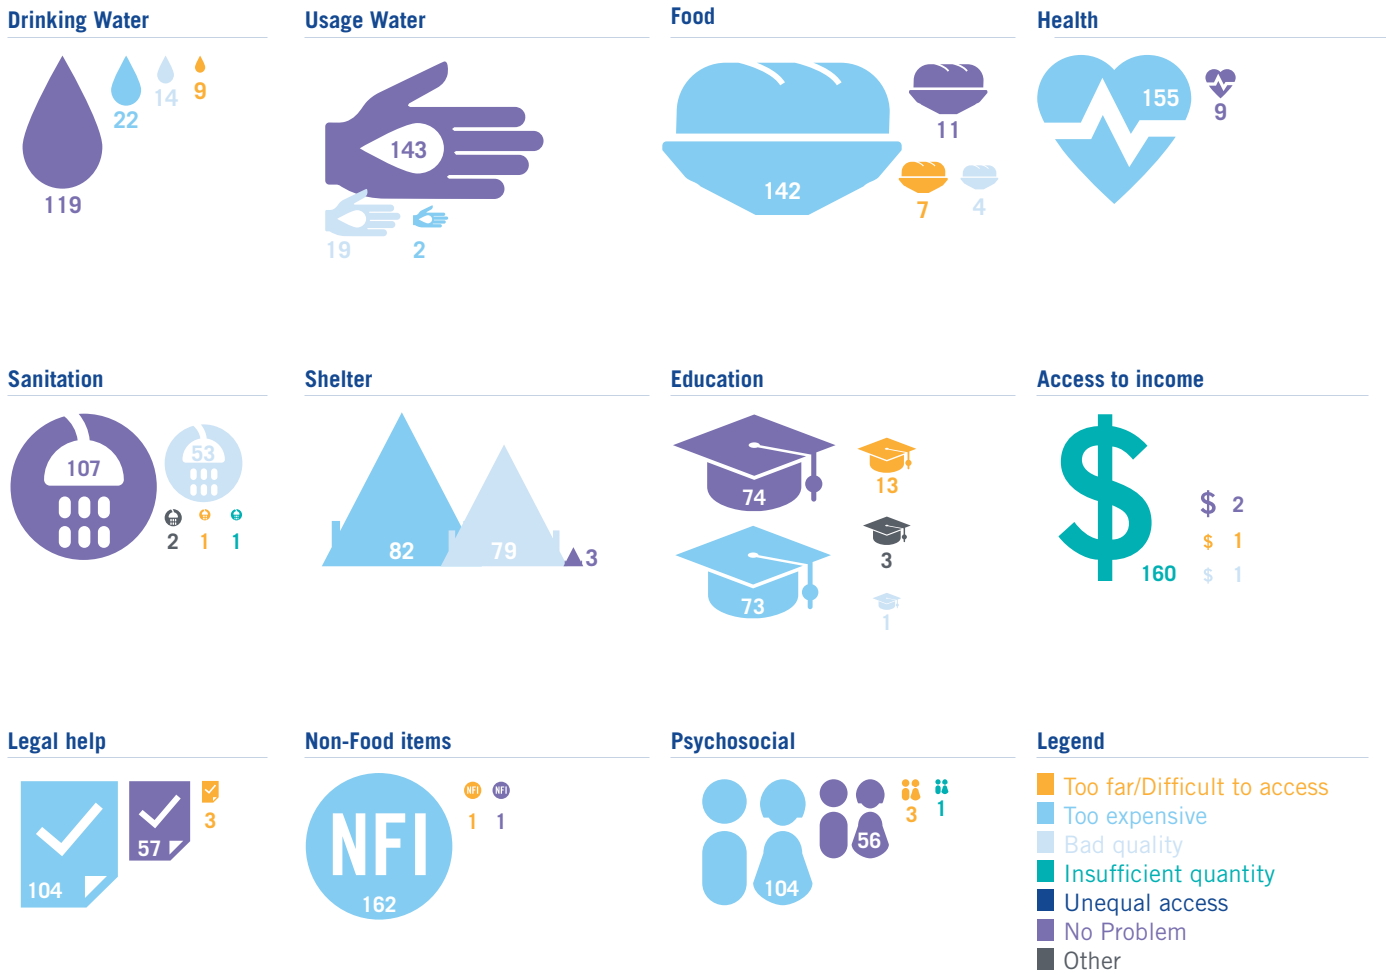 Drinking Water
119
22
14
9
Usage Water
143
19
2
Food
142
11
7
4
Health
155
9
Sanitation
107
53
2
1
1
Shelter
82
79
3
Education
74
13
73
3
1
Access to income
160
$ 2
$ 1
$ 1
Legal help
104
57
3
Non-Food items
NFI
162
NFI
1
NFI
1
Psychosocial
104
56
3
1
Legend
Too far/Difficult to access
Too expensive
Bad quality
Insufficient quantity
Unequal access
No Problem
Other